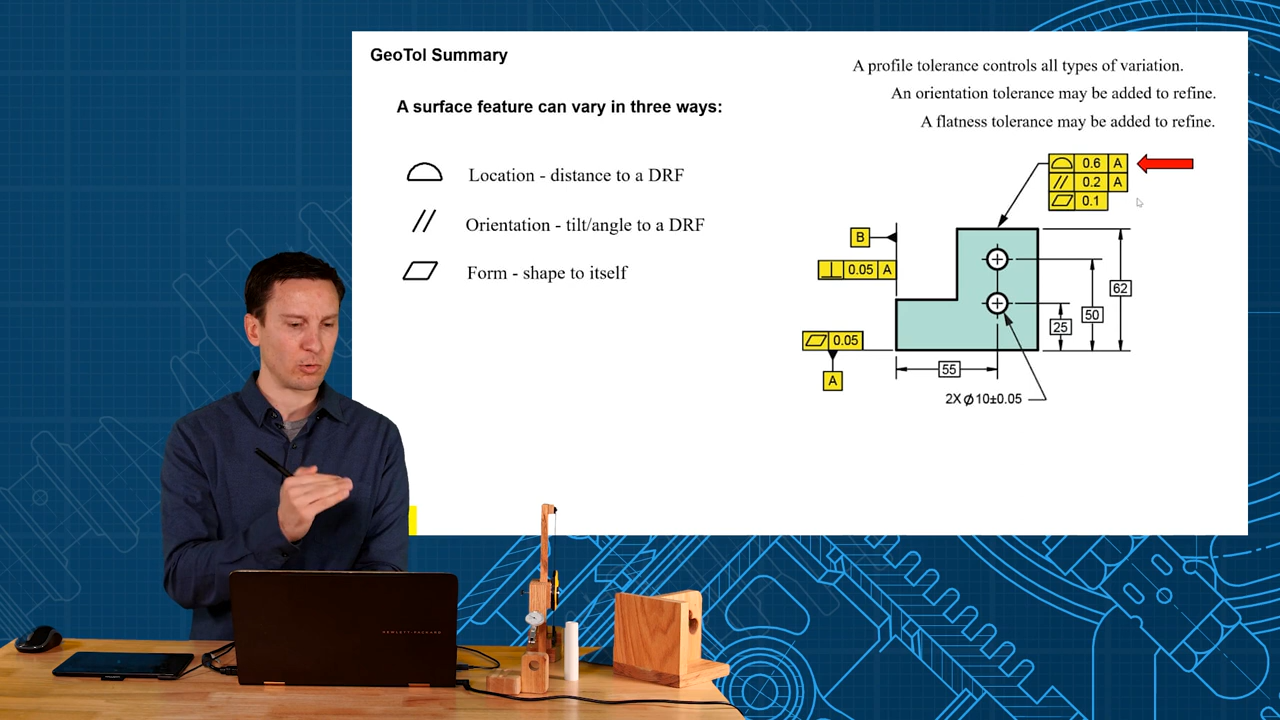 GeoTol Summary
A profile tolerance controls all types of variation.
An orientation tolerance may be added to refine.
A flatness tolerance may be added to refine.
A surface feature can vary in three ways:
⌓ Location - distance to a DRF
// Orientation - tilt/angle to a DRF
⏥ Form - shape to itself
⌓ 0.6 A
// 0.2 A
⏥ 0.1
B
⊥ 0.05 A
62
50
25
⏥ 0.05
A
55
2X ⌀10±0.05
HEWLETT-PACKARD